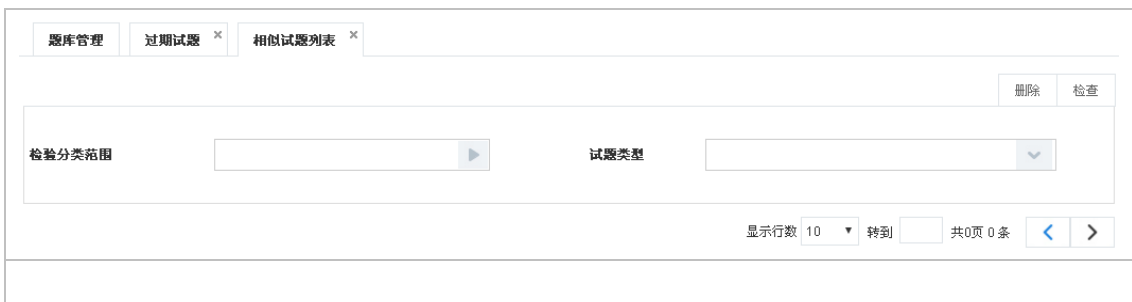 题库管理 过期试题 × 相似试题列表 ×
删除 检查
检验分类范围 试题类型
显示行数 10 转到 共0页 0条